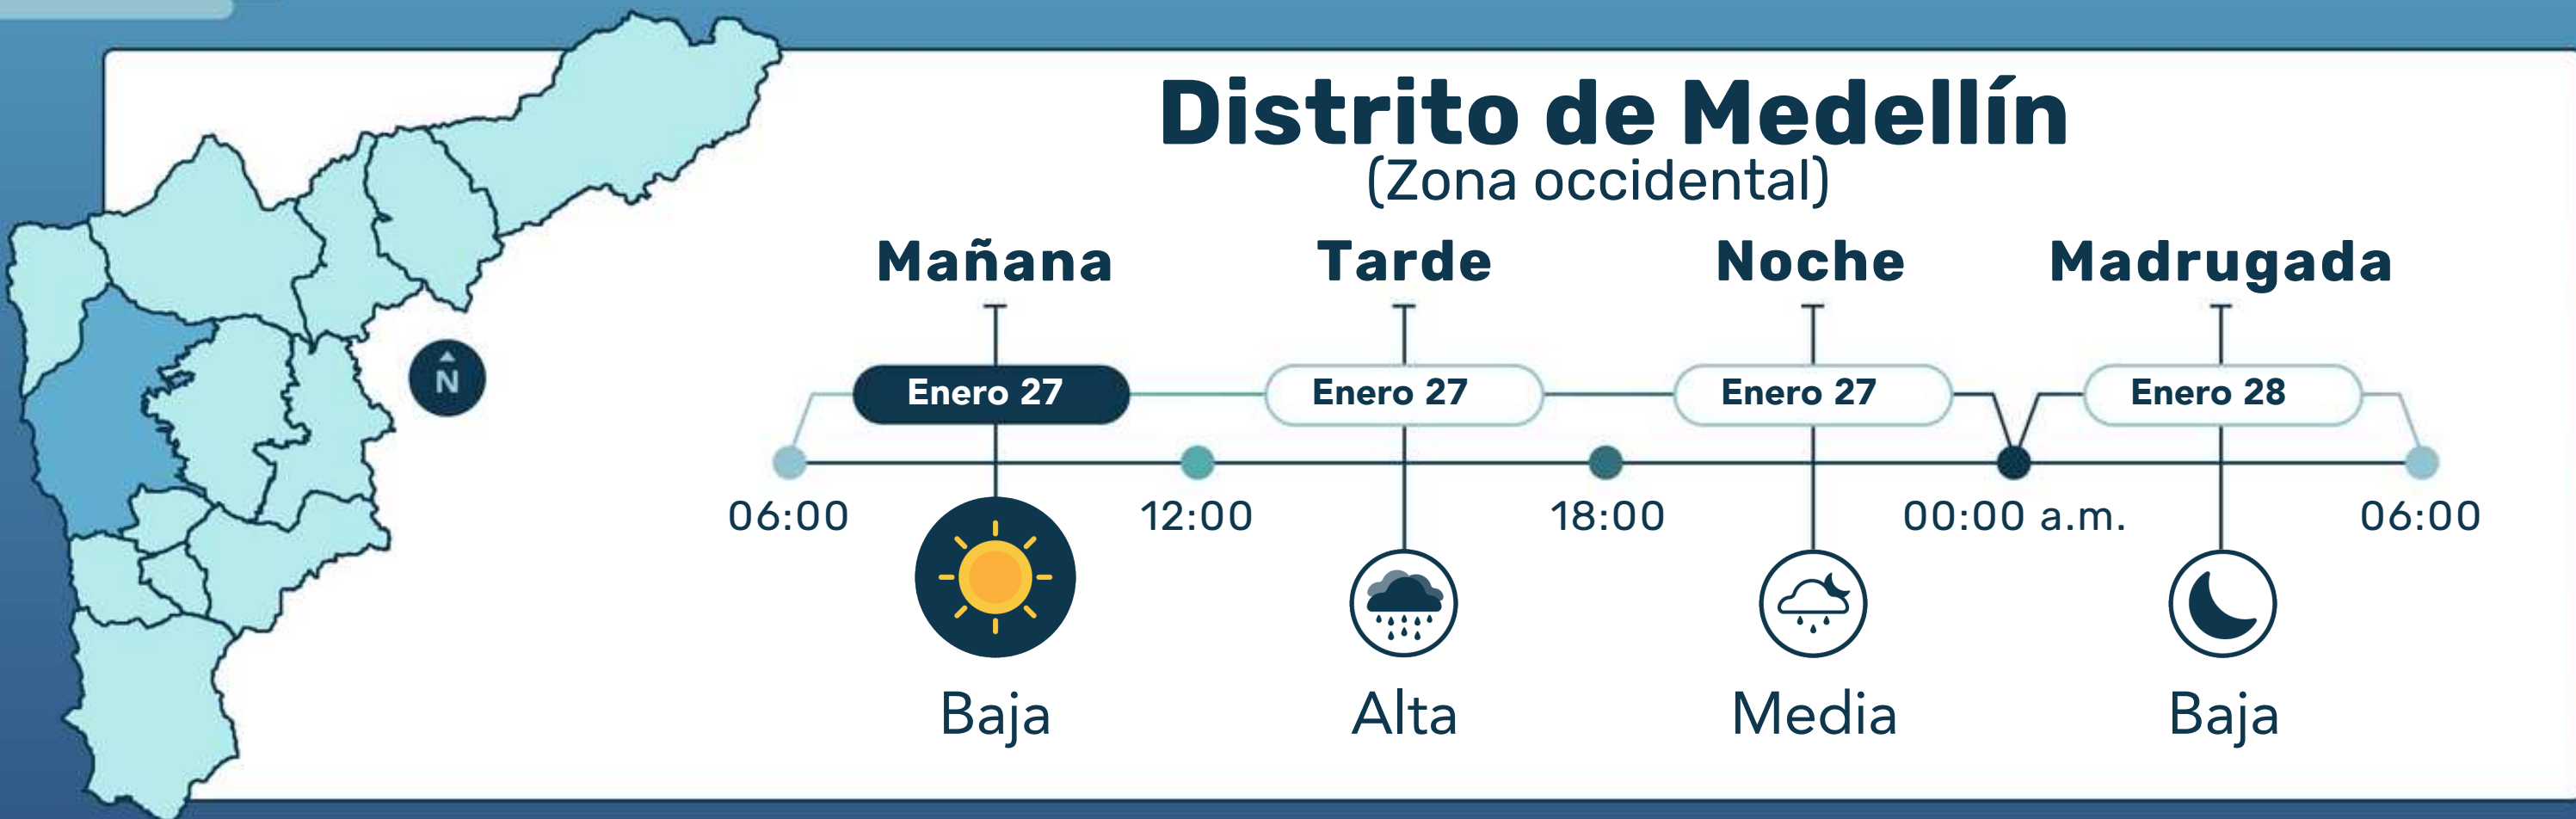 Distrito de Medellín
(Zona occidental)
Mañana Tarde Noche Madrugada
N
Enero 27 Enero 27 Enero 27 Enero 28
06:00 12:00 18:00 00:00 a.m. 06:00
Baja Alta Media Baja